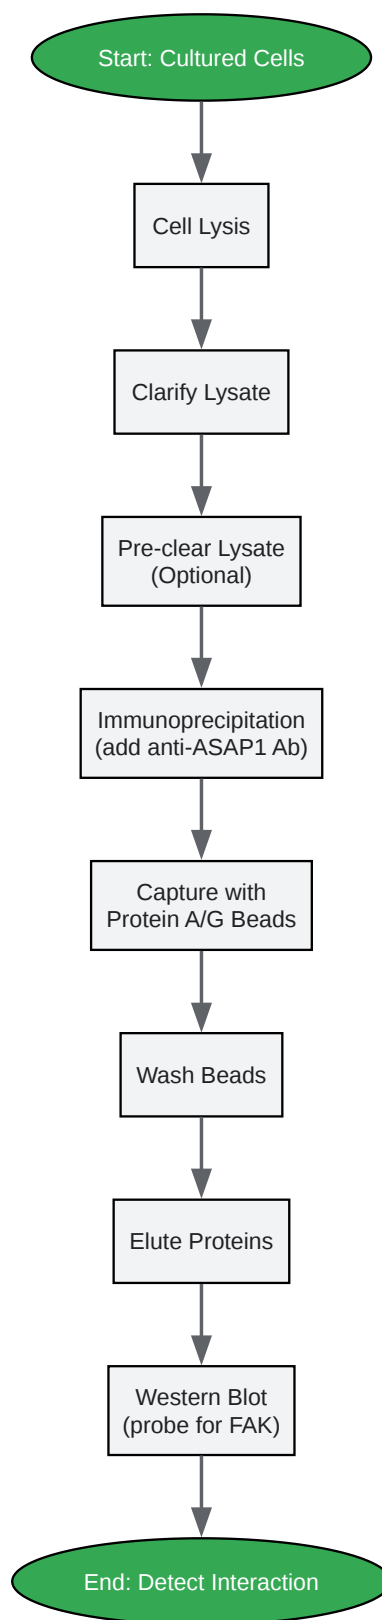 Start: Cultured Cells
Cell Lysis
Clarify Lysate
Pre-clear Lysate
(Optional)
Immunoprecipitation
(add anti-ASAP1 Ab)
Capture with
Protein A/G Beads
Wash Beads
Elute Proteins
Western Blot
(probe for FAK)
End: Detect Interaction